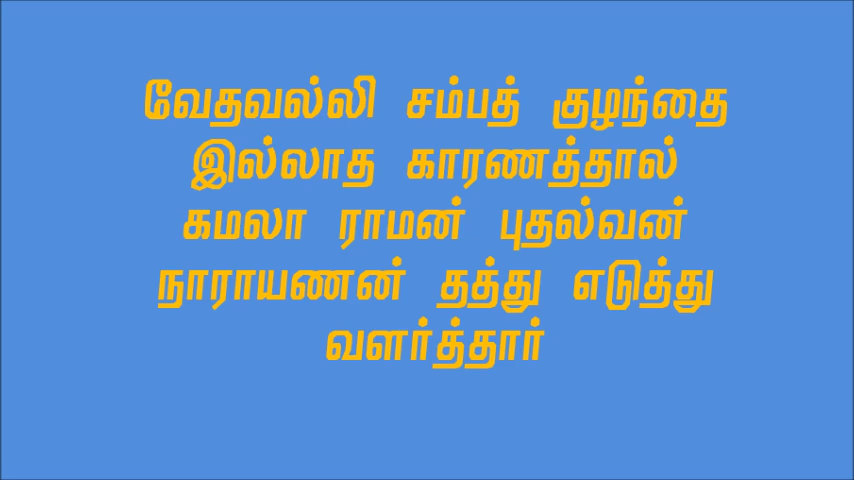 வேதவல்லி சம்பத் குழந்தை
இல்லாத காரணத்தால்
கமலா ராமன் புதல்வன்
நாராயணன் தத்து எடுத்து
வளர்த்தார்